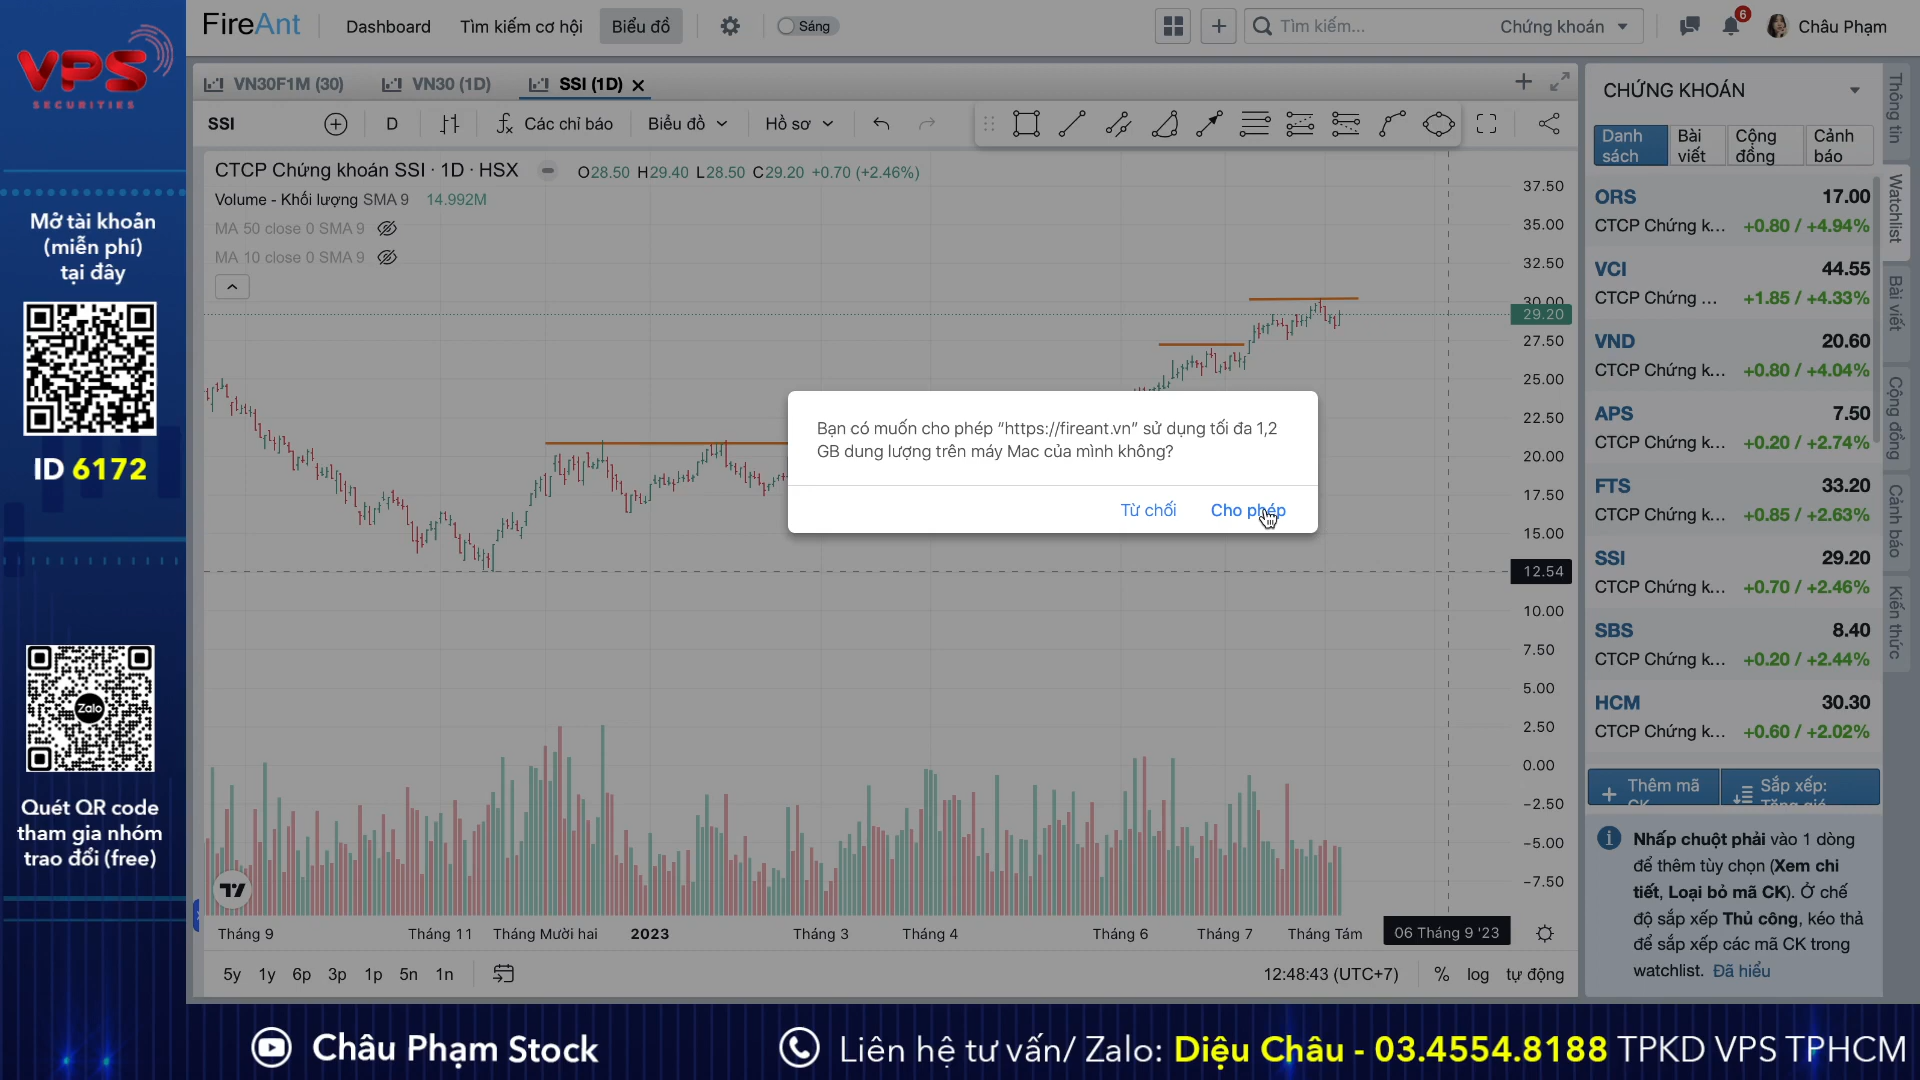 VPS
SECURITIES
Mở tài khoản
(miễn phí)
tại đây
ID 6172
Zalo
Quét QR code
tham gia nhóm
trao đổi (free)
FireAnt
Dashboard
Tìm kiếm cơ hội
Biểu đồ
Sáng
Tìm kiếm...
Chứng khoán
6
Châu Phạm
VN30F1M (30)
VN30 (1D)
SSI (1D)
SSI
D
Các chỉ báo
Biểu đồ
Hồ sơ
CTCP Chứng khoán SSI · 1D · HSX
O28.50 H29.40 L28.50 C29.20 +0.70 (+2.46%)
Volume - Khối lượng SMA 9 14.992M
MA 50 close 0 SMA 9
MA 10 close 0 SMA 9
37.50
35.00
32.50
30.00
29.20
27.50
25.00
22.50
20.00
17.50
15.00
12.54
10.00
7.50
5.00
2.50
0.00
−2.50
−5.00
−7.50
Bạn có muốn cho phép “https://fireant.vn” sử dụng tối đa 1,2
GB dung lượng trên máy Mac của mình không?
Từ chối
Cho phép
Tháng 9
Tháng 11
Tháng Mười hai
2023
Tháng 3
Tháng 4
Tháng 6
Tháng 7
Tháng Tám
06 Tháng 9 '23
5y 1y 6p 3p 1p 5n 1n
12:48:43 (UTC+7)
% log tự động
CHỨNG KHOÁN
Danh sách
Bài viết
Cộng đồng
Cảnh báo
ORS 17.00
CTCP Chứng k... +0.80 / +4.94%
VCI 44.55
CTCP Chứng ... +1.85 / +4.33%
VND 20.60
CTCP Chứng k... +0.80 / +4.04%
APS 7.50
CTCP Chứng k... +0.20 / +2.74%
FTS 33.20
CTCP Chứng k... +0.85 / +2.63%
SSI 29.20
CTCP Chứng k... +0.70 / +2.46%
SBS 8.40
CTCP Chứng k... +0.20 / +2.44%
HCM 30.30
CTCP Chứng k... +0.60 / +2.02%
Thêm mã CK
Sắp xếp: Tăng giá
Nhấp chuột phải vào 1 dòng
để thêm tùy chọn (Xem chi
tiết, Loại bỏ mã CK). Ở chế
độ sắp xếp Thủ công, kéo thả
để sắp xếp các mã CK trong
watchlist. Đã hiểu
Thông tin
Watchlist
Bài viết
Cộng đồng
Cảnh báo
Kiến thức
Châu Phạm Stock
Liên hệ tư vấn/ Zalo: Diệu Châu - 03.4554.8188 TPKD VPS TPHCM